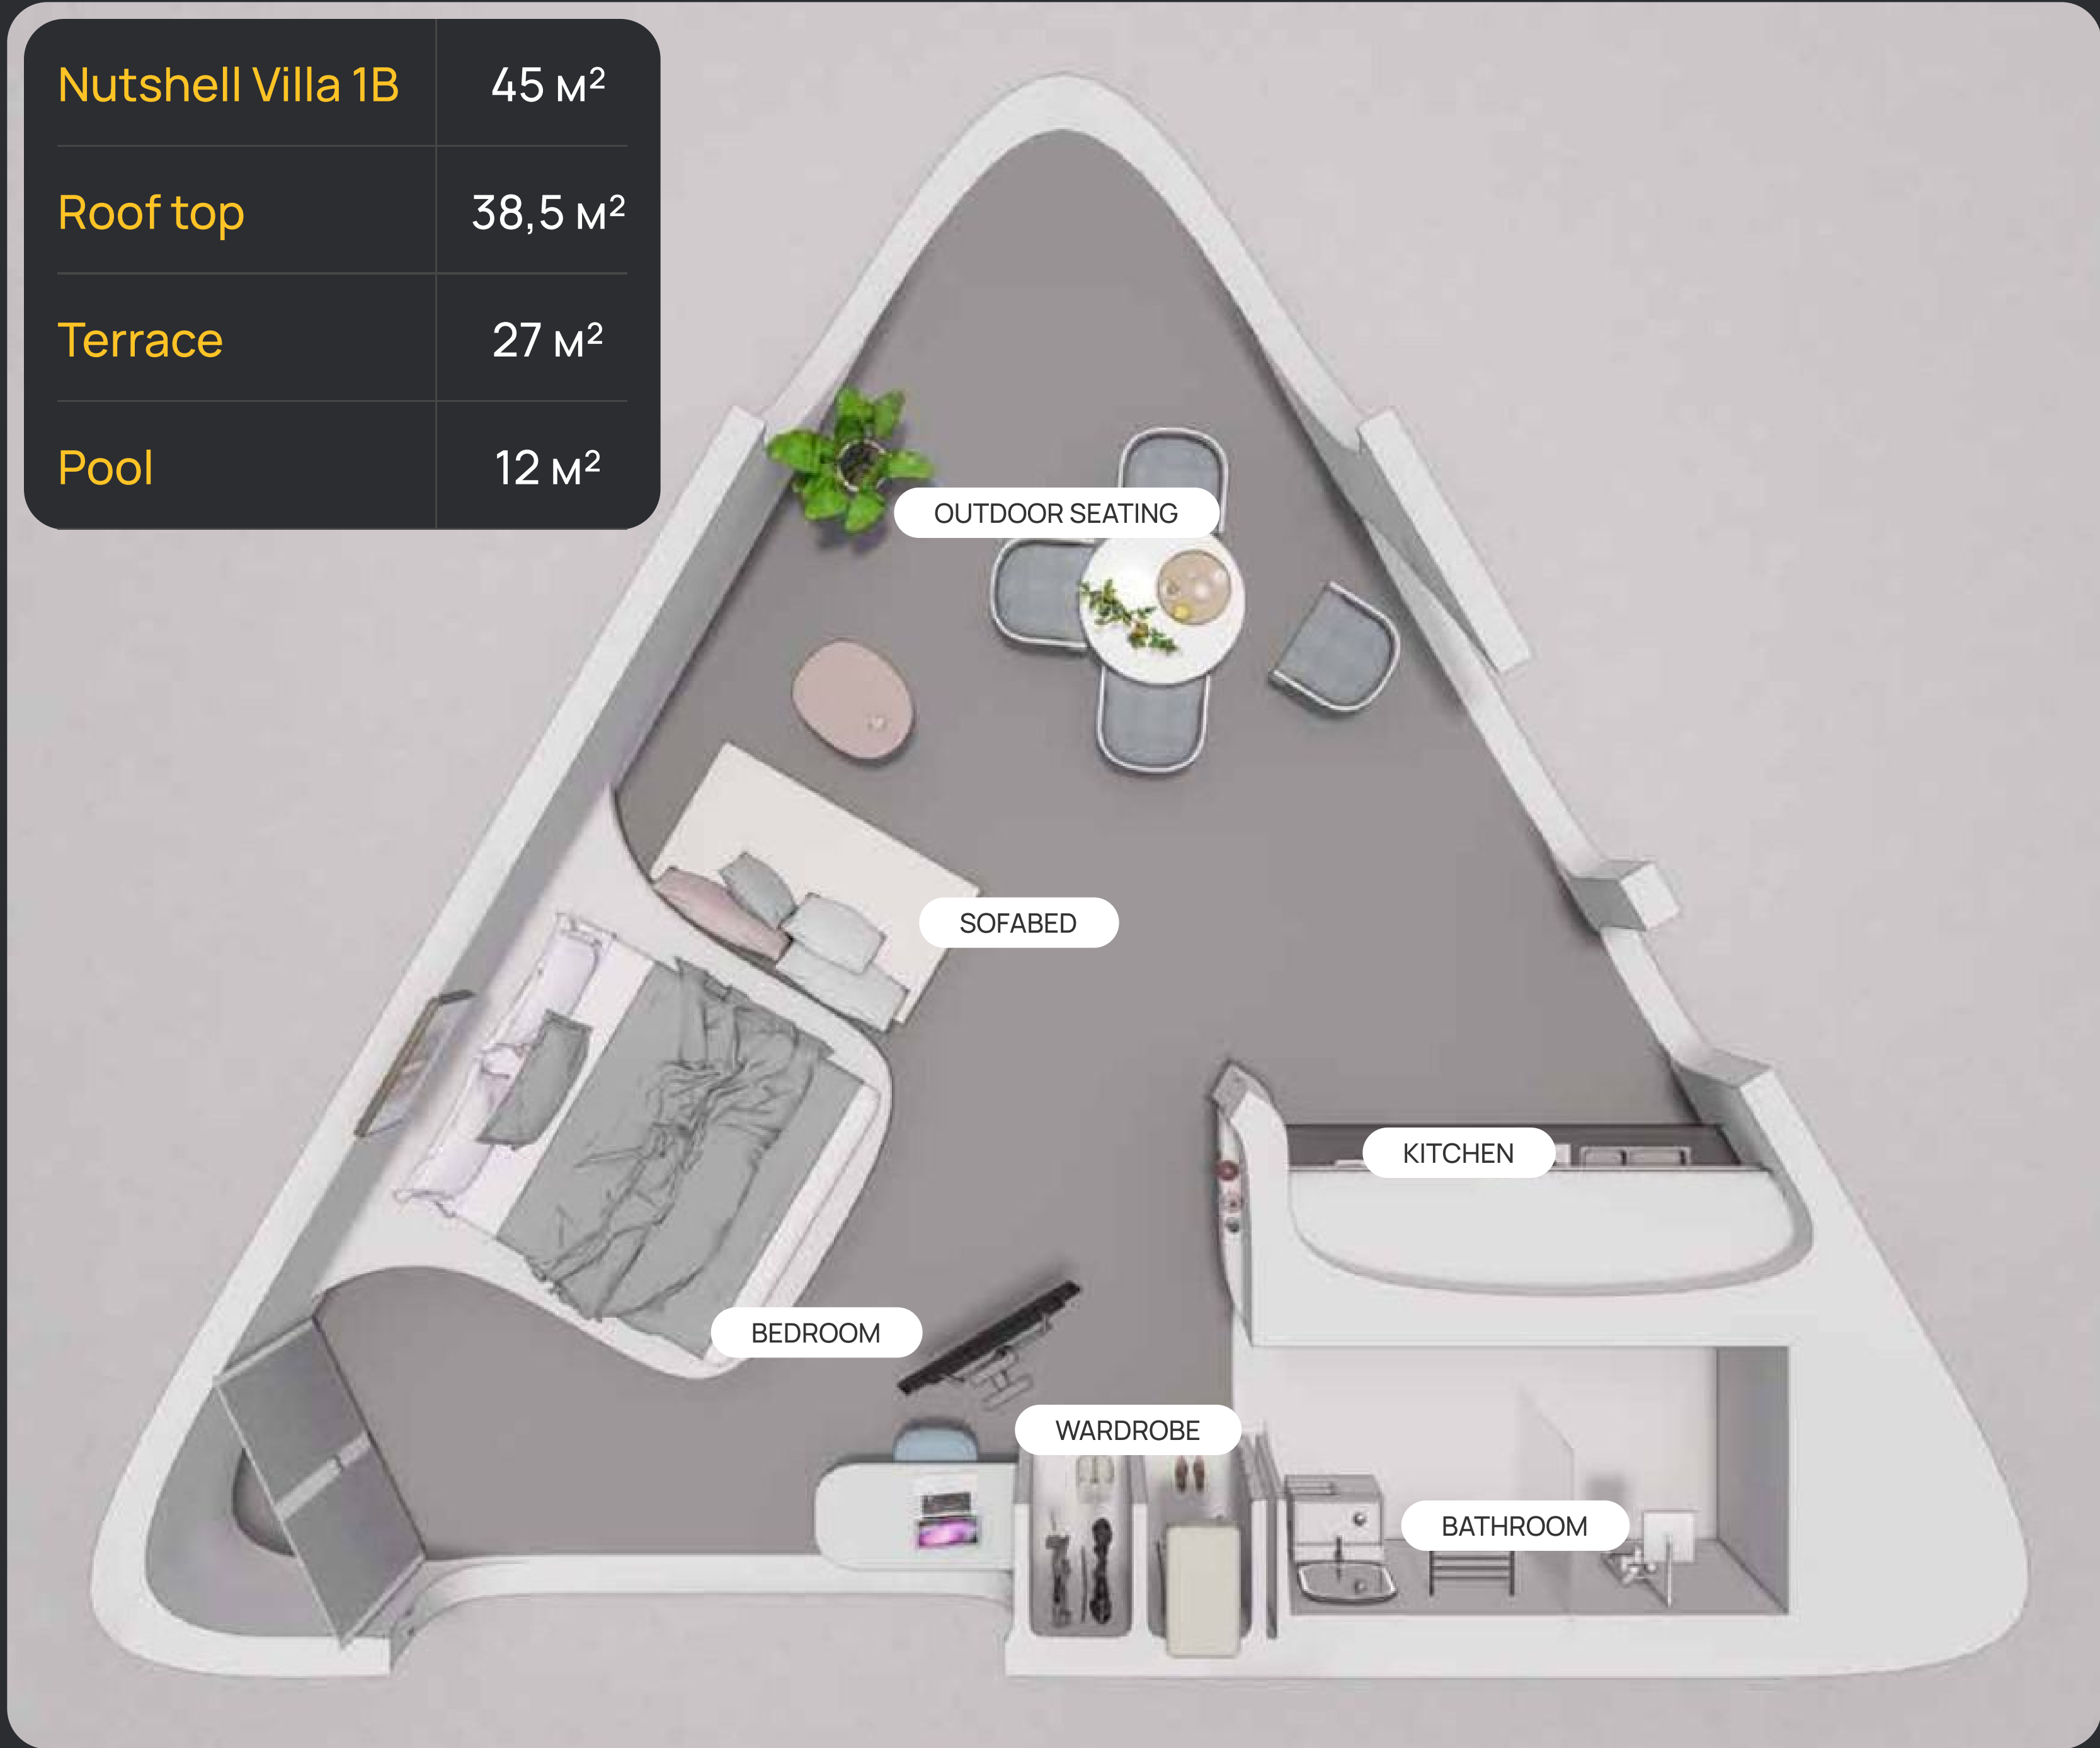 Nutshell Villa 1B 45 м²
Roof top 38,5 м²
Terrace 27 м²
Pool 12 м²
OUTDOOR SEATING
SOFABED
KITCHEN
BEDROOM
WARDROBE
BATHROOM